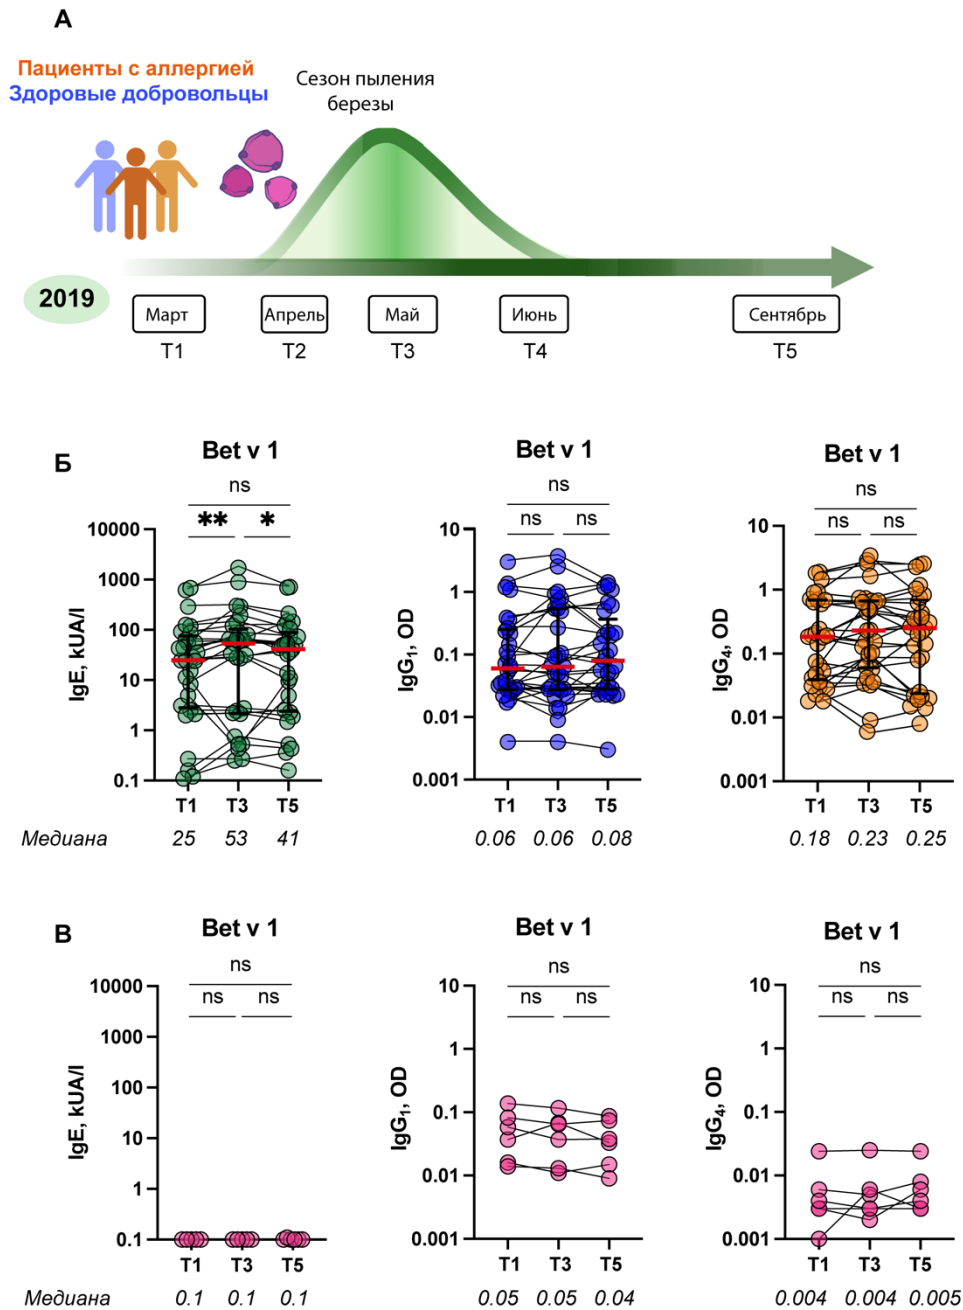 А
Пациенты с аллергией
Здоровые добровольцы
Сезон пыления
березы
2019
Март
Апрель
Май
Июнь
Сентябрь
T1
T2
T3
T4
T5
Б
Bet v 1
ns
** *
10000
1000
100
10
1
0.1
IgE, kUA/l
T1 T3 T5
Медиана 25 53 41
Bet v 1
ns
ns ns
10
1
0.1
0.01
0.001
IgG₁, OD
T1 T3 T5
0.06 0.06 0.08
Bet v 1
ns
ns ns
10
1
0.1
0.01
0.001
IgG₄, OD
T1 T3 T5
0.18 0.23 0.25
В
Bet v 1
ns
ns ns
10000
1000
100
10
1
0.1
IgE, kUA/l
T1 T3 T5
Медиана 0.1 0.1 0.1
Bet v 1
ns
ns ns
10
1
0.1
0.01
0.001
IgG₁, OD
T1 T3 T5
0.05 0.05 0.04
Bet v 1
ns
ns ns
10
1
0.1
0.01
0.001
IgG₄, OD
T1 T3 T5
0.004 0.004 0.005